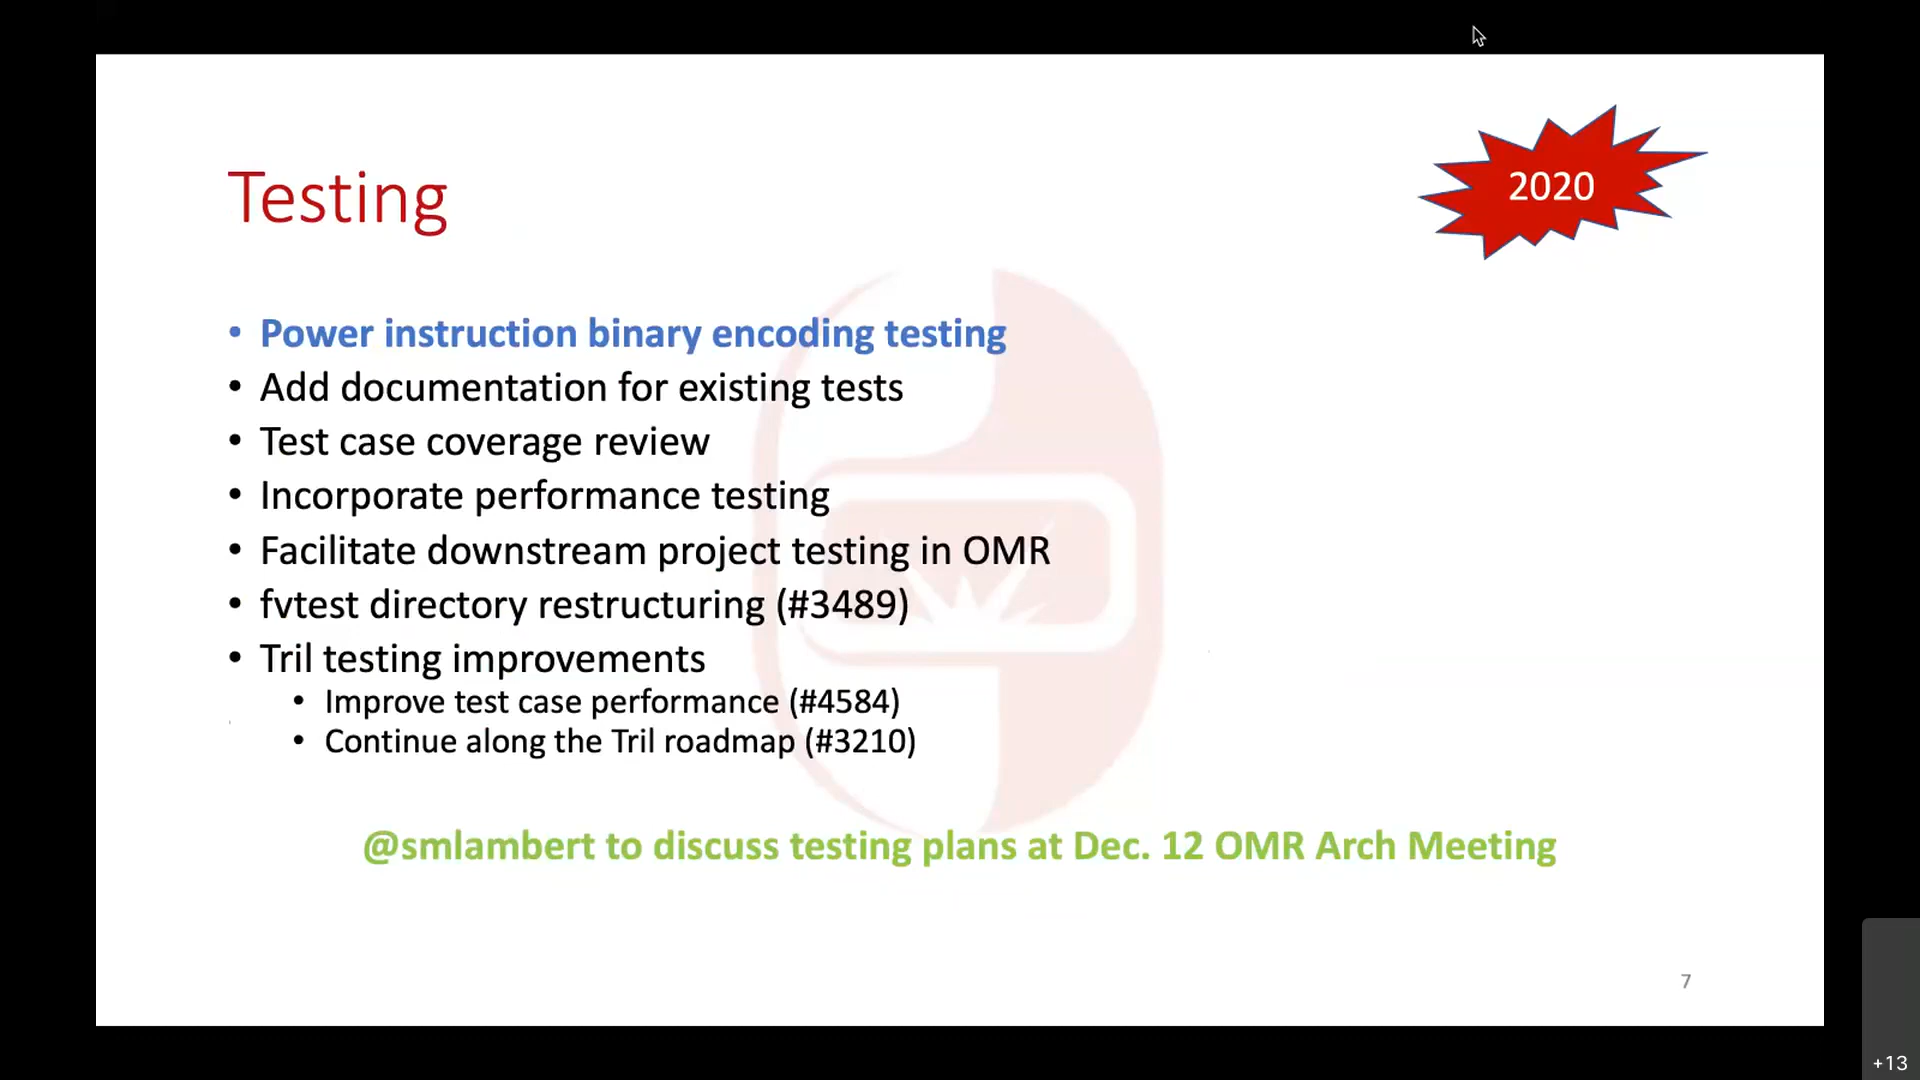 Testing
2020
• Power instruction binary encoding testing
• Add documentation for existing tests
• Test case coverage review
• Incorporate performance testing
• Facilitate downstream project testing in OMR
• fvtest directory restructuring (#3489)
• Tril testing improvements
• Improve test case performance (#4584)
• Continue along the Tril roadmap (#3210)
@smlambert to discuss testing plans at Dec. 12 OMR Arch Meeting
7
+13